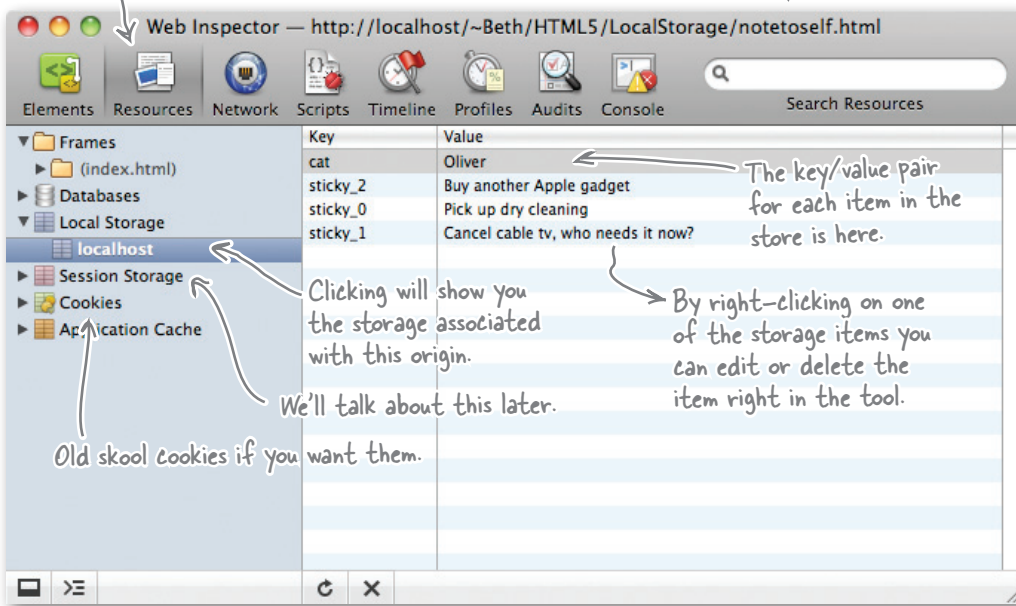 Web Inspector — http://localhost/~Beth/HTML5/LocalStorage/notetoself.html
Elements Resources Network Scripts Timeline Profiles Audits Console
Search Resources
Frames
(index.html)
Databases
Local Storage
localhost
Session Storage
Cookies
Application Cache
Key Value
cat Oliver
sticky_2 Buy another Apple gadget
sticky_0 Pick up dry cleaning
sticky_1 Cancel cable tv, who needs it now?
The key/value pair
for each item in the
store is here.
Clicking will show you
the storage associated
with this origin.
By right-clicking on one
of the storage items you
can edit or delete the
item right in the tool.
We'll talk about this later.
Old skool cookies if you want them.